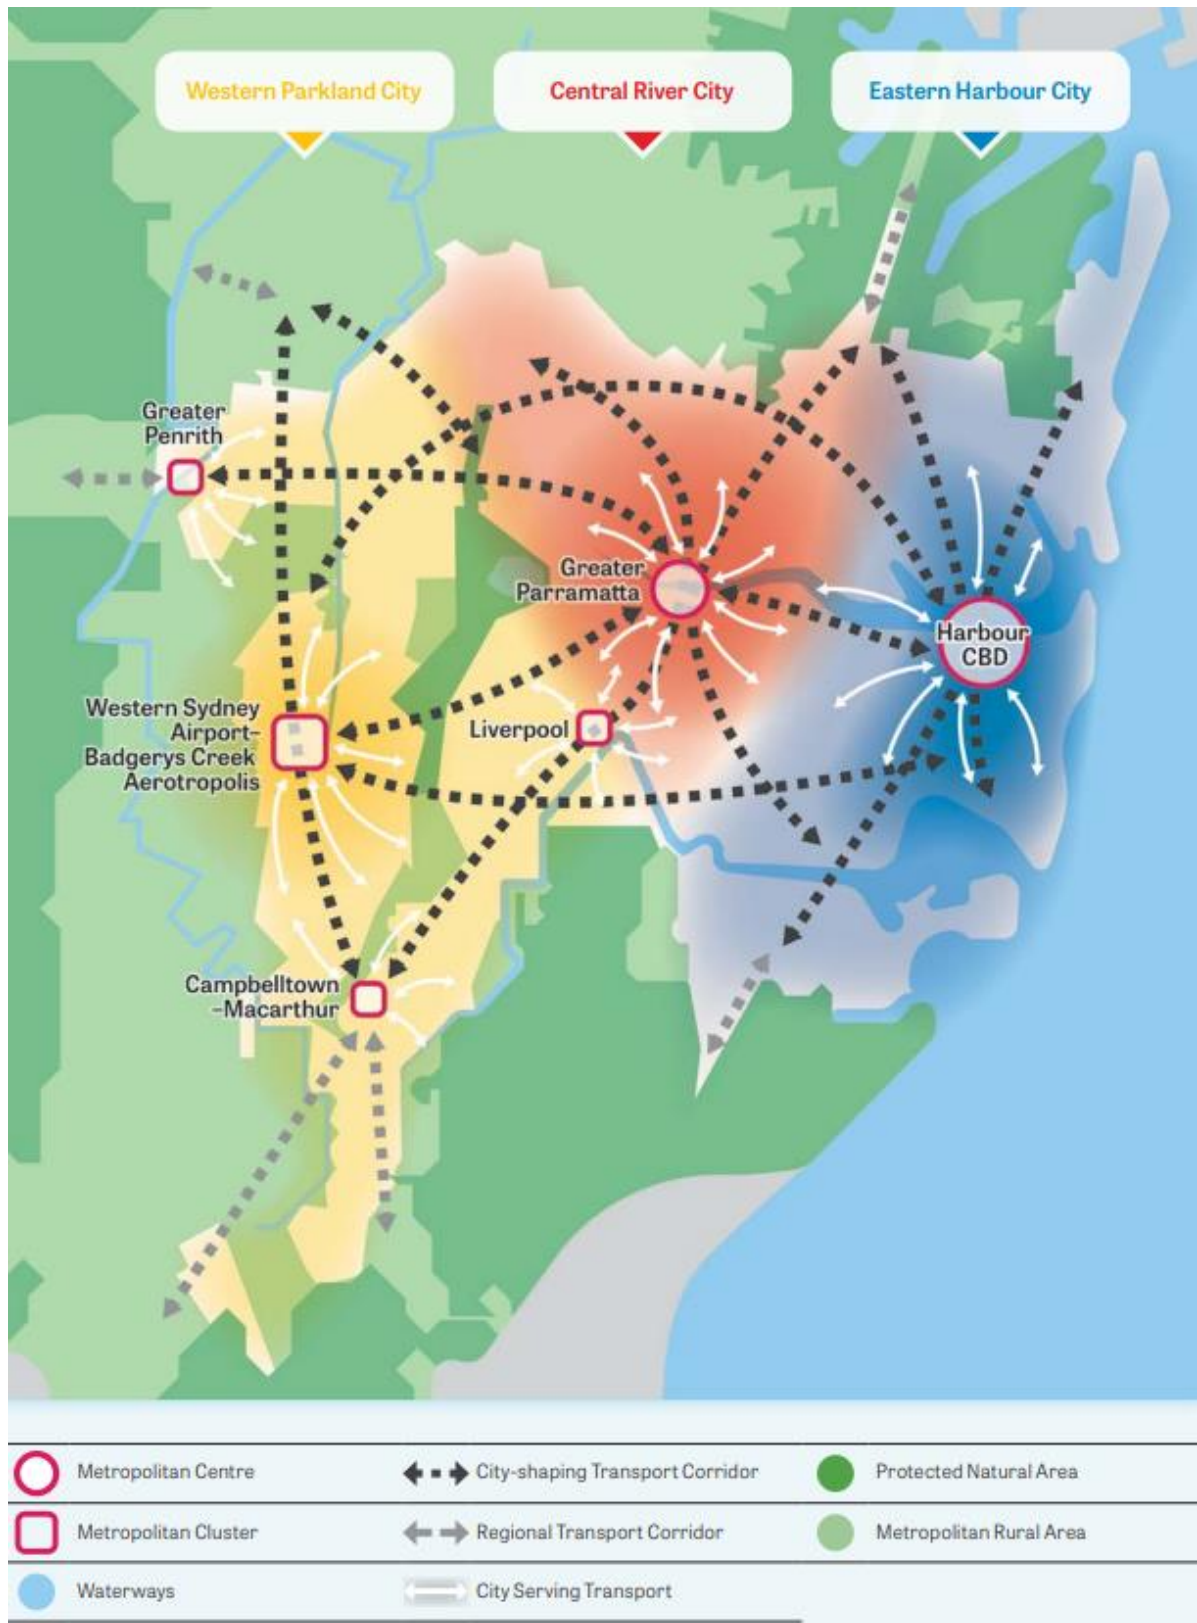 Western Parkland City
Central River City
Eastern Harbour City
Greater
Penrith
Greater
Parramatta
Harbour
CBD
Western Sydney
Airport–
Badgerys Creek
Aerotropolis
Liverpool
Campbelltown
–Macarthur
Metropolitan Centre
City-shaping Transport Corridor
Protected Natural Area
Metropolitan Cluster
Regional Transport Corridor
Metropolitan Rural Area
Waterways
City Serving Transport